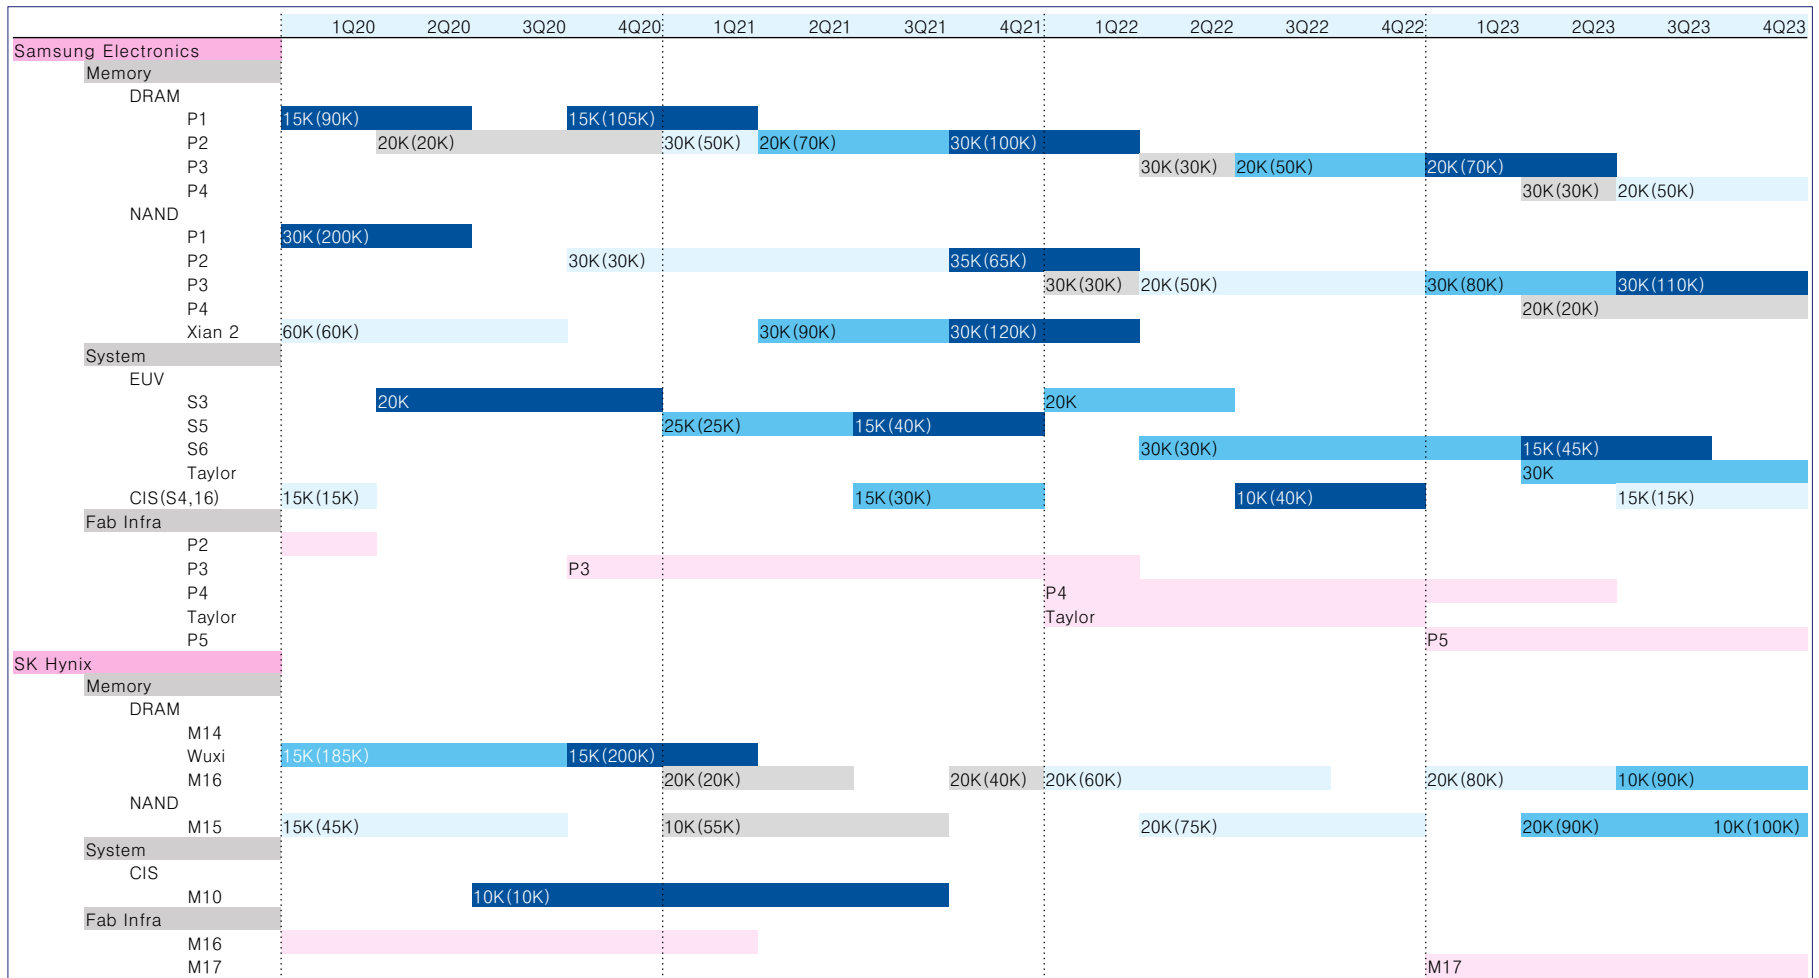 1Q20 2Q20 3Q20 4Q20 1Q21 2Q21 3Q21 4Q21 1Q22 2Q22 3Q22 4Q22 1Q23 2Q23 3Q23 4Q23
Samsung Electronics
Memory
DRAM
P1 15K(90K) 15K(105K)
P2 20K(20K) 30K(50K) 20K(70K) 30K(100K)
P3 30K(30K) 20K(50K) 20K(70K)
P4 30K(30K) 20K(50K)
NAND
P1 30K(200K)
P2 30K(30K) 35K(65K)
P3 30K(30K) 20K(50K) 30K(80K) 30K(110K)
P4 20K(20K)
Xian 2 60K(60K) 30K(90K) 30K(120K)
System
EUV
S3 20K 20K
S5 25K(25K) 15K(40K)
S6 30K(30K) 15K(45K)
Taylor 30K
CIS(S4,16) 15K(15K) 15K(30K) 10K(40K) 15K(15K)
Fab Infra
P2
P3 P3
P4 P4
Taylor Taylor
P5 P5
SK Hynix
Memory
DRAM
M14
Wuxi 15K(185K) 15K(200K)
M16 20K(20K) 20K(40K) 20K(60K) 20K(80K) 10K(90K)
NAND
M15 15K(45K) 10K(55K) 20K(75K) 20K(90K) 10K(100K)
System
CIS
M10 10K(10K)
Fab Infra
M16
M17 M17